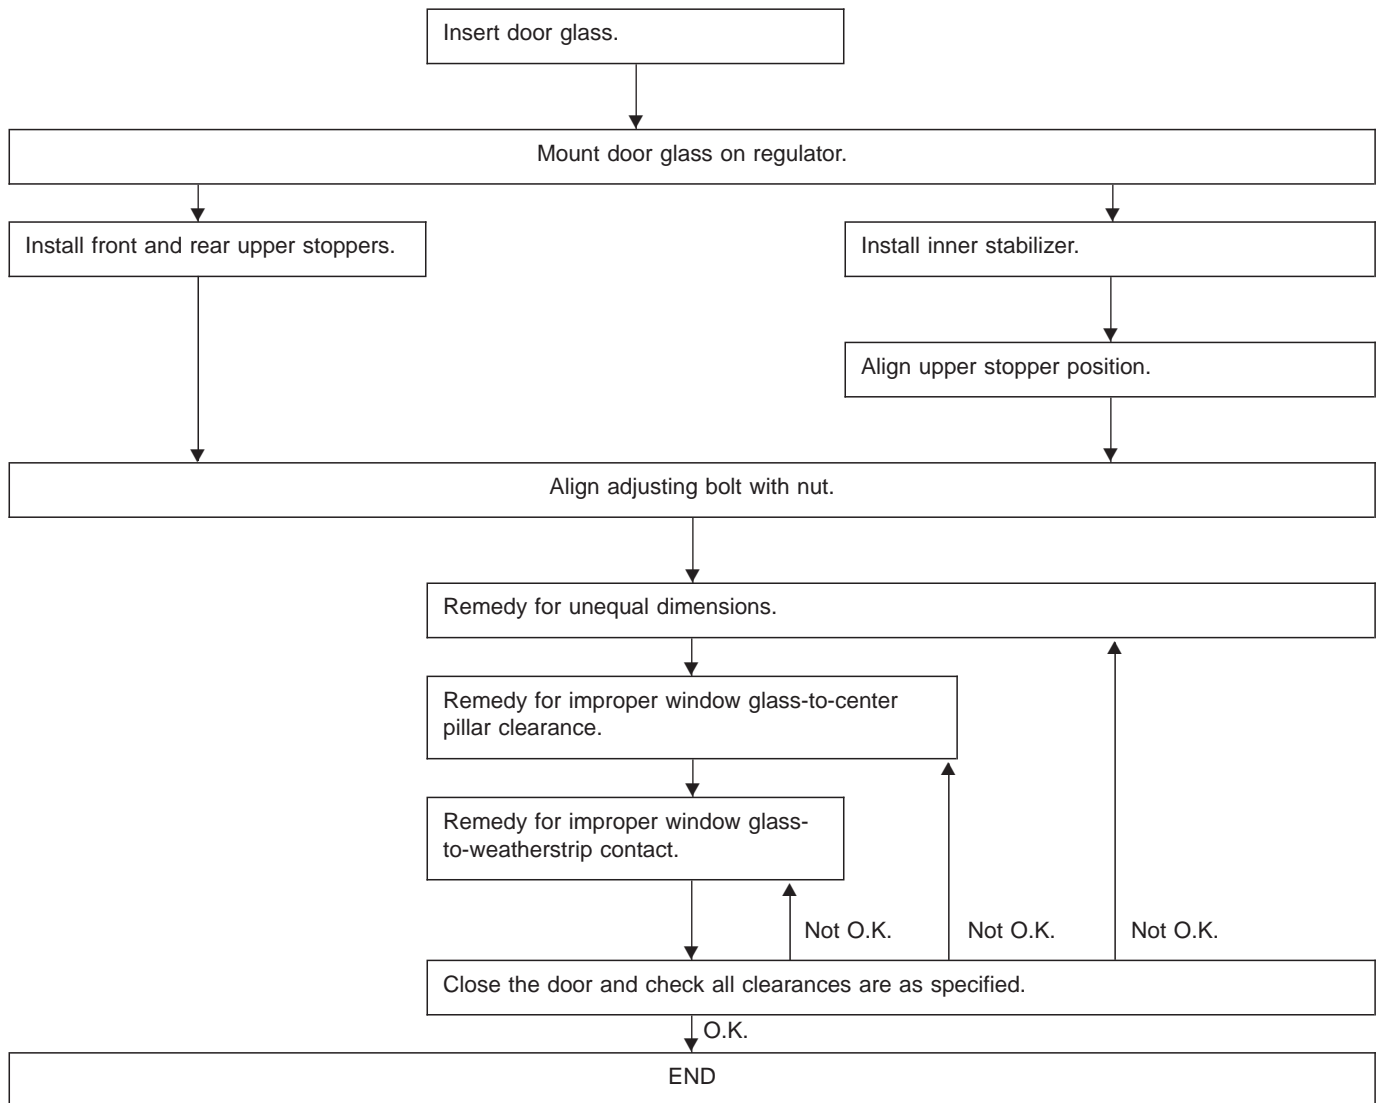 Insert door glass.
Mount door glass on regulator.
Install front and rear upper stoppers.
Install inner stabilizer.
Align upper stopper position.
Align adjusting bolt with nut.
Remedy for unequal dimensions.
Remedy for improper window glass-to-center
pillar clearance.
Remedy for improper window glass-
to-weatherstrip contact.
Not O.K.
Not O.K.
Not O.K.
Close the door and check all clearances are as specified.
O.K.
END